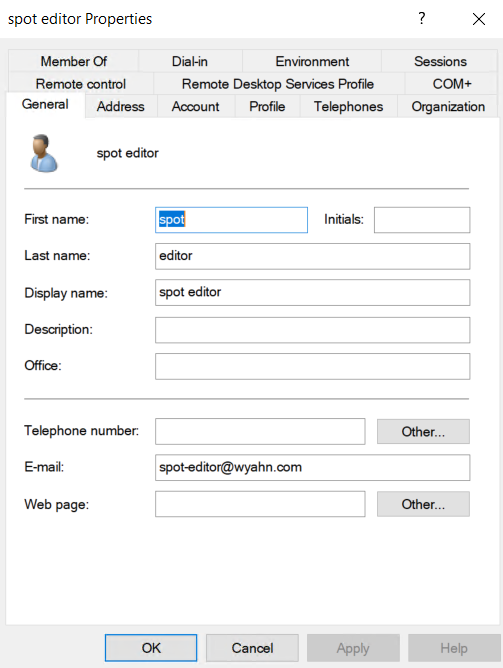 spot editor Properties ? ×
Member Of Dial-in Environment Sessions
Remote control Remote Desktop Services Profile COM+
General Address Account Profile Telephones Organization
spot editor
First name: spot Initials:
Last name: editor
Display name: spot editor
Description:
Office:
Telephone number: Other...
E-mail: spot-editor@wyahn.com
Web page: Other...
OK Cancel Apply Help